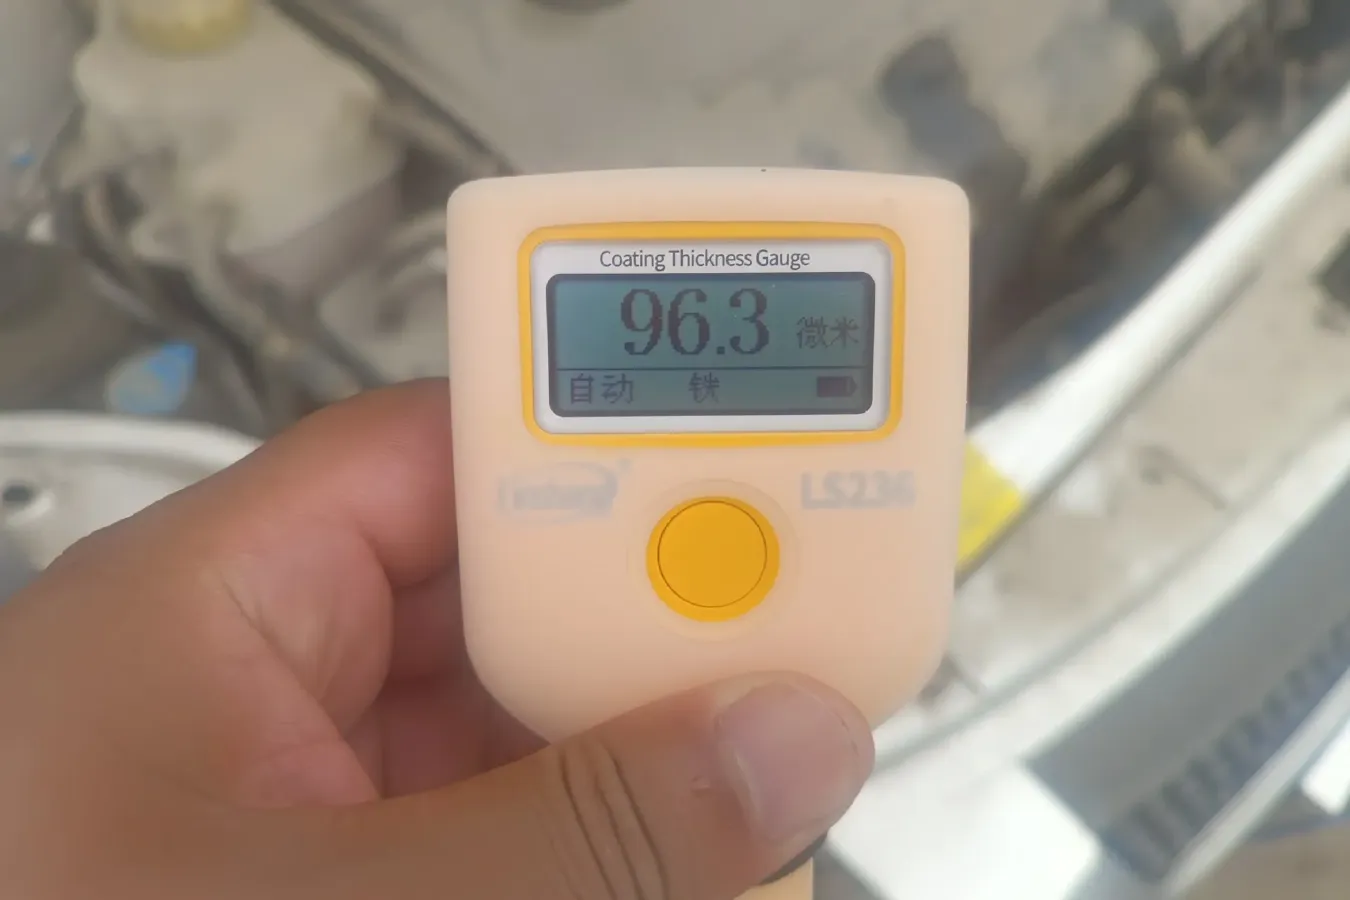 Coating Thickness Gauge
96.3 微米
自动 铁
LS236